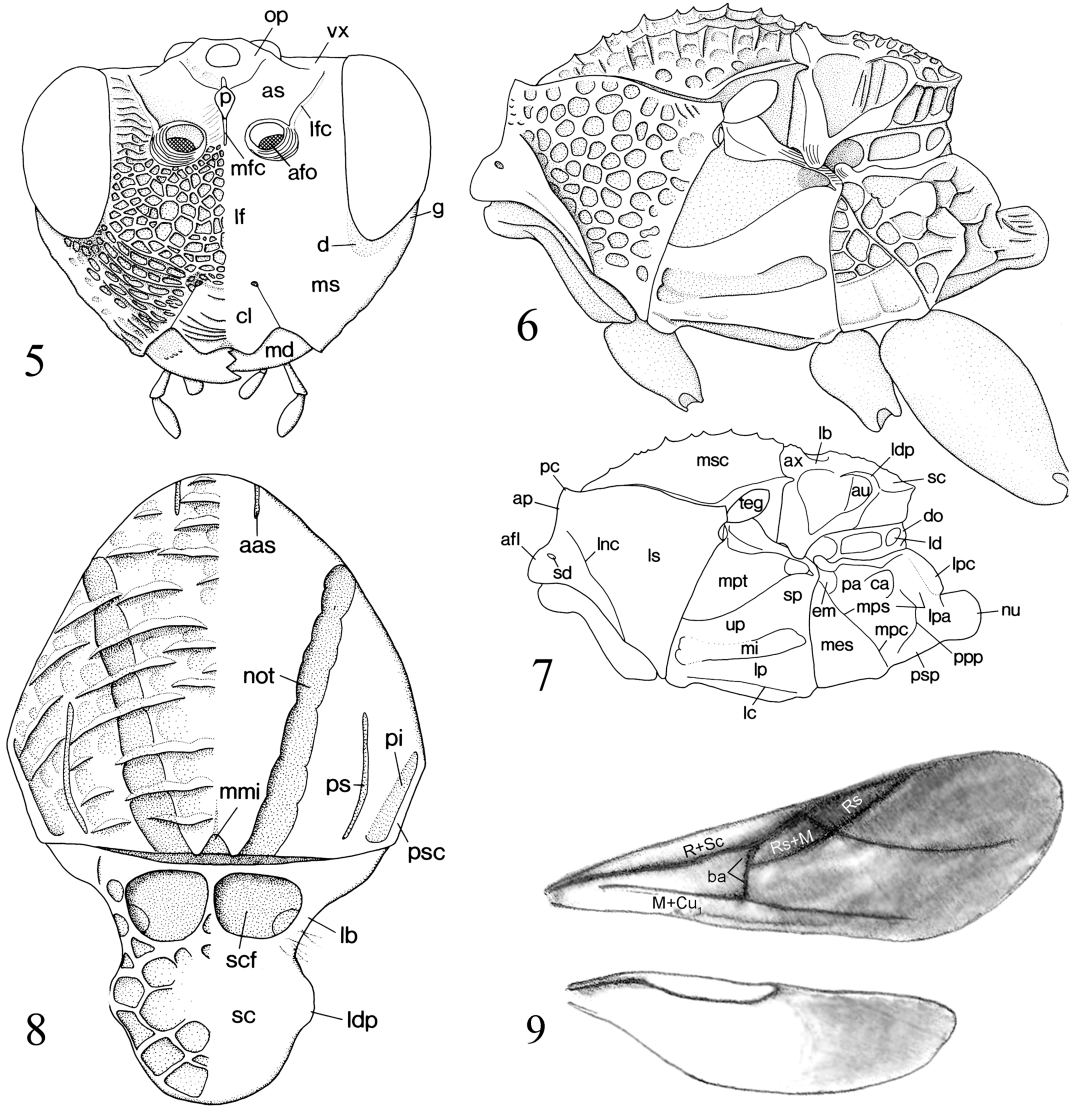 op
vx
p
as
lfc
mfc
afo
lf
g
d
ms
cl
md
5
6
lb
msc
ax
ldp
pc
sc
au
teg
ap
do
afl
lnc
ls
ld
sd
lpc
mpt
sp
pa
ca
em
mps
lpa
nu
up
mpc
mes
mi
ppp
lp
psp
lc
7
aas
not
pi
mmi
ps
psc
lb
scf
sc
ldp
8
Rs
R+Sc
Rs+M
ba
M+Cu1
9